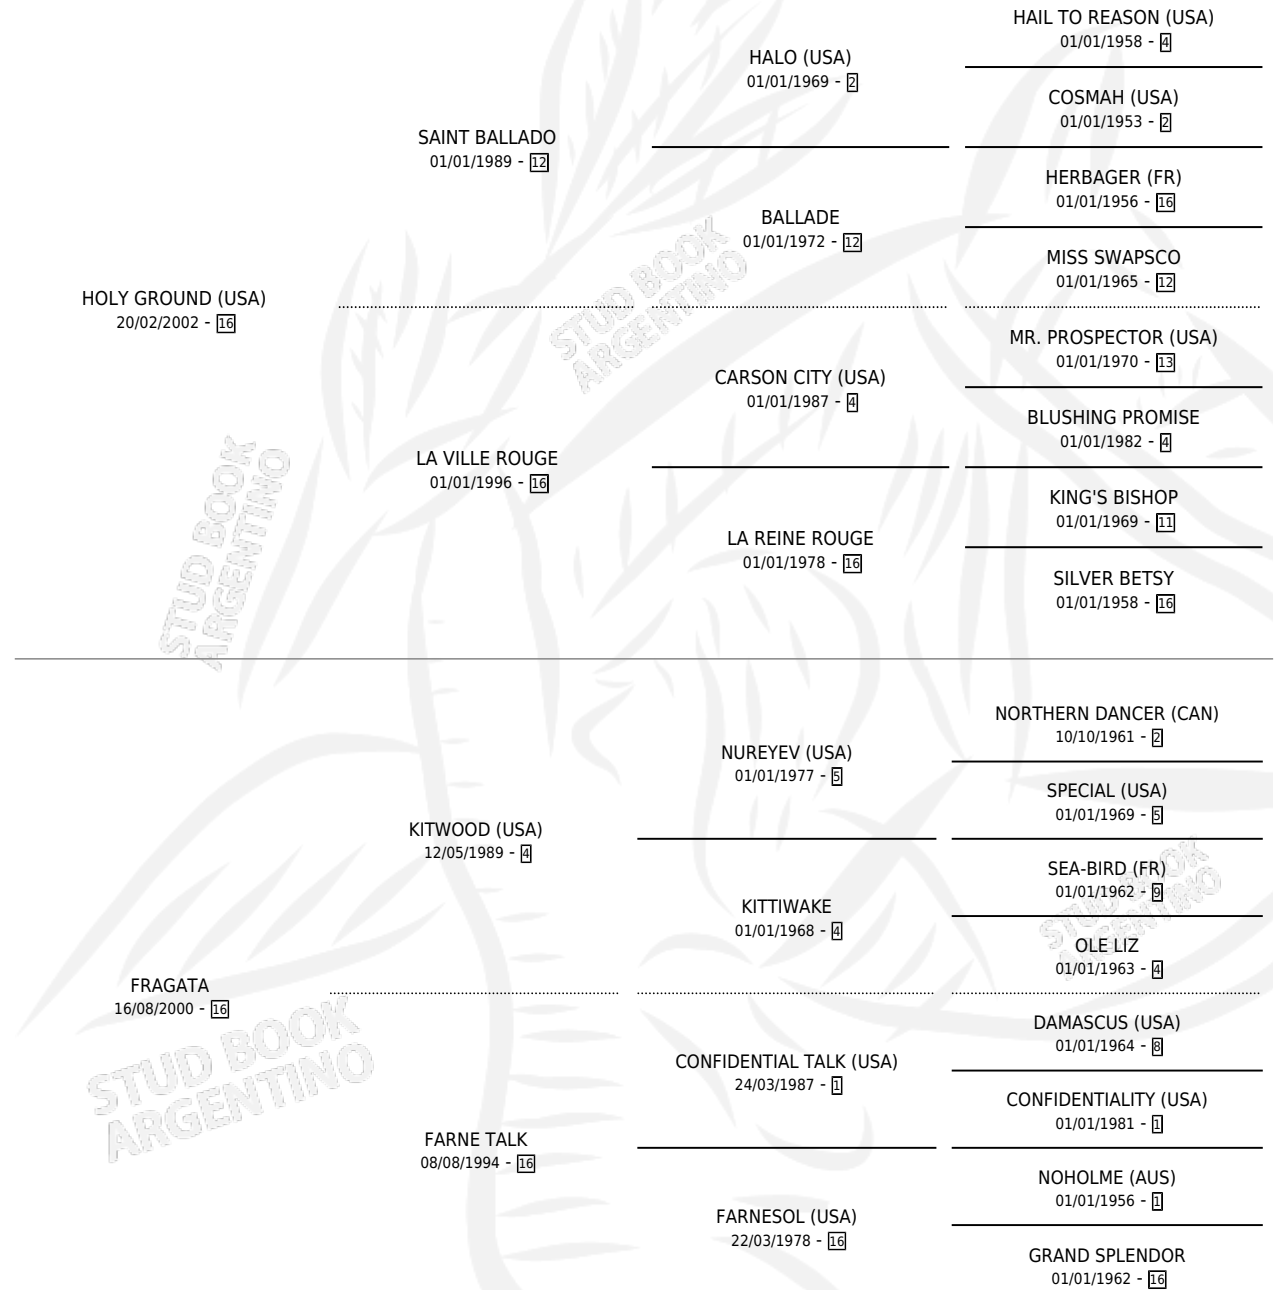 HAIL TO REASON (USA)
01/01/1958 - 4
HALO (USA)
01/01/1969 - 2
COSMAH (USA)
01/01/1953 - 2
SAINT BALLADO
01/01/1989 - 12
HERBAGER (FR)
01/01/1956 - 16
BALLADE
01/01/1972 - 12
MISS SWAPSCO
01/01/1965 - 12
HOLY GROUND (USA)
20/02/2002 - 16
MR. PROSPECTOR (USA)
01/01/1970 - 13
CARSON CITY (USA)
01/01/1987 - 4
BLUSHING PROMISE
01/01/1982 - 4
LA VILLE ROUGE
01/01/1996 - 16
KING'S BISHOP
01/01/1969 - 11
LA REINE ROUGE
01/01/1978 - 16
SILVER BETSY
01/01/1958 - 16
NORTHERN DANCER (CAN)
10/10/1961 - 2
NUREYEV (USA)
01/01/1977 - 5
SPECIAL (USA)
01/01/1969 - 5
KITWOOD (USA)
12/05/1989 - 4
SEA-BIRD (FR)
01/01/1962 - 9
KITTIWAKE
01/01/1968 - 4
OLE LIZ
01/01/1963 - 4
FRAGATA
16/08/2000 - 16
DAMASCUS (USA)
01/01/1964 - 8
CONFIDENTIAL TALK (USA)
24/03/1987 - 1
CONFIDENTIALITY (USA)
01/01/1981 - 1
FARNE TALK
08/08/1994 - 16
NOHOLME (AUS)
01/01/1956 - 1
FARNESOL (USA)
22/03/1978 - 16
GRAND SPLENDOR
01/01/1962 - 16
STUD BOOK
ARGENTINO
STUD BOOK
ARGENTINO
STUD BOOK
ARGENTINO
STUD BOOK
ARGENTINO